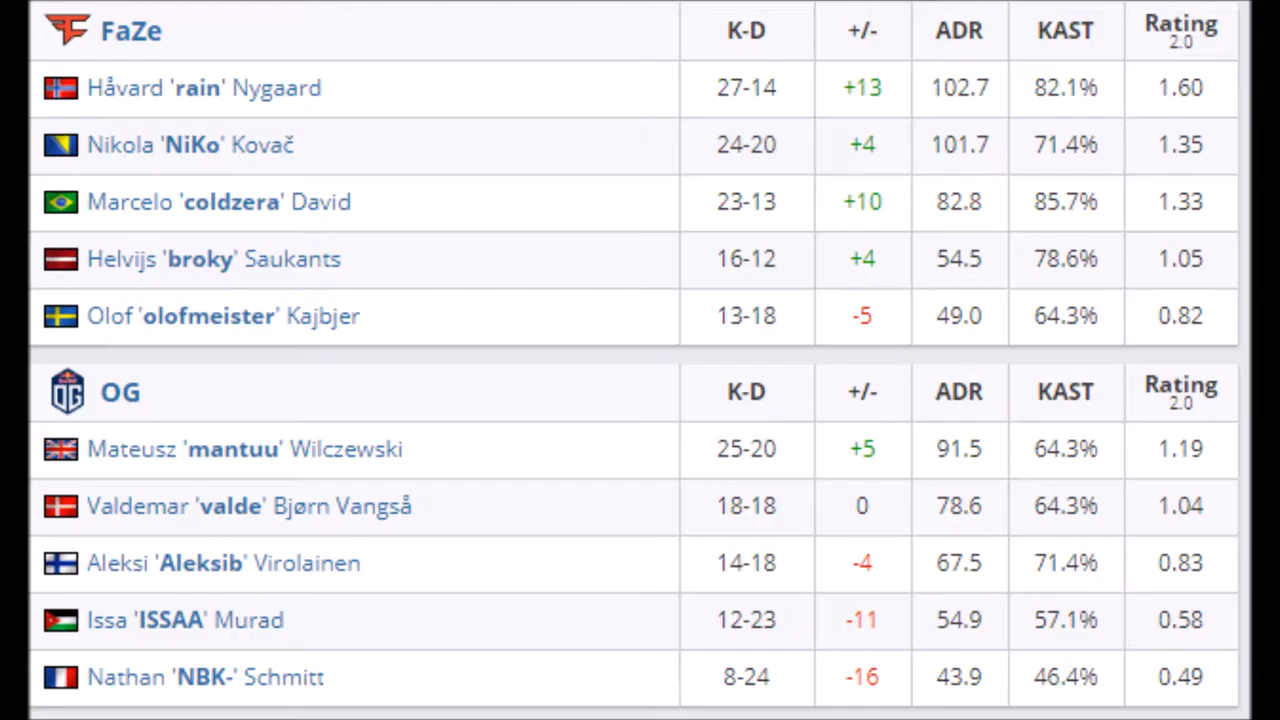 FaZe K-D +/- ADR KAST Rating 2.0
Håvard 'rain' Nygaard 27-14 +13 102.7 82.1% 1.60
Nikola 'NiKo' Kovač 24-20 +4 101.7 71.4% 1.35
Marcelo 'coldzera' David 23-13 +10 82.8 85.7% 1.33
Helvijs 'broky' Saukants 16-12 +4 54.5 78.6% 1.05
Olof 'olofmeister' Kajbjer 13-18 -5 49.0 64.3% 0.82
OG OG K-D +/- ADR KAST Rating 2.0
Mateusz 'mantuu' Wilczewski 25-20 +5 91.5 64.3% 1.19
Valdemar 'valde' Bjørn Vangså 18-18 0 78.6 64.3% 1.04
Aleksi 'Aleksib' Virolainen 14-18 -4 67.5 71.4% 0.83
Issa 'ISSAA' Murad 12-23 -11 54.9 57.1% 0.58
Nathan 'NBK-' Schmitt 8-24 -16 43.9 46.4% 0.49